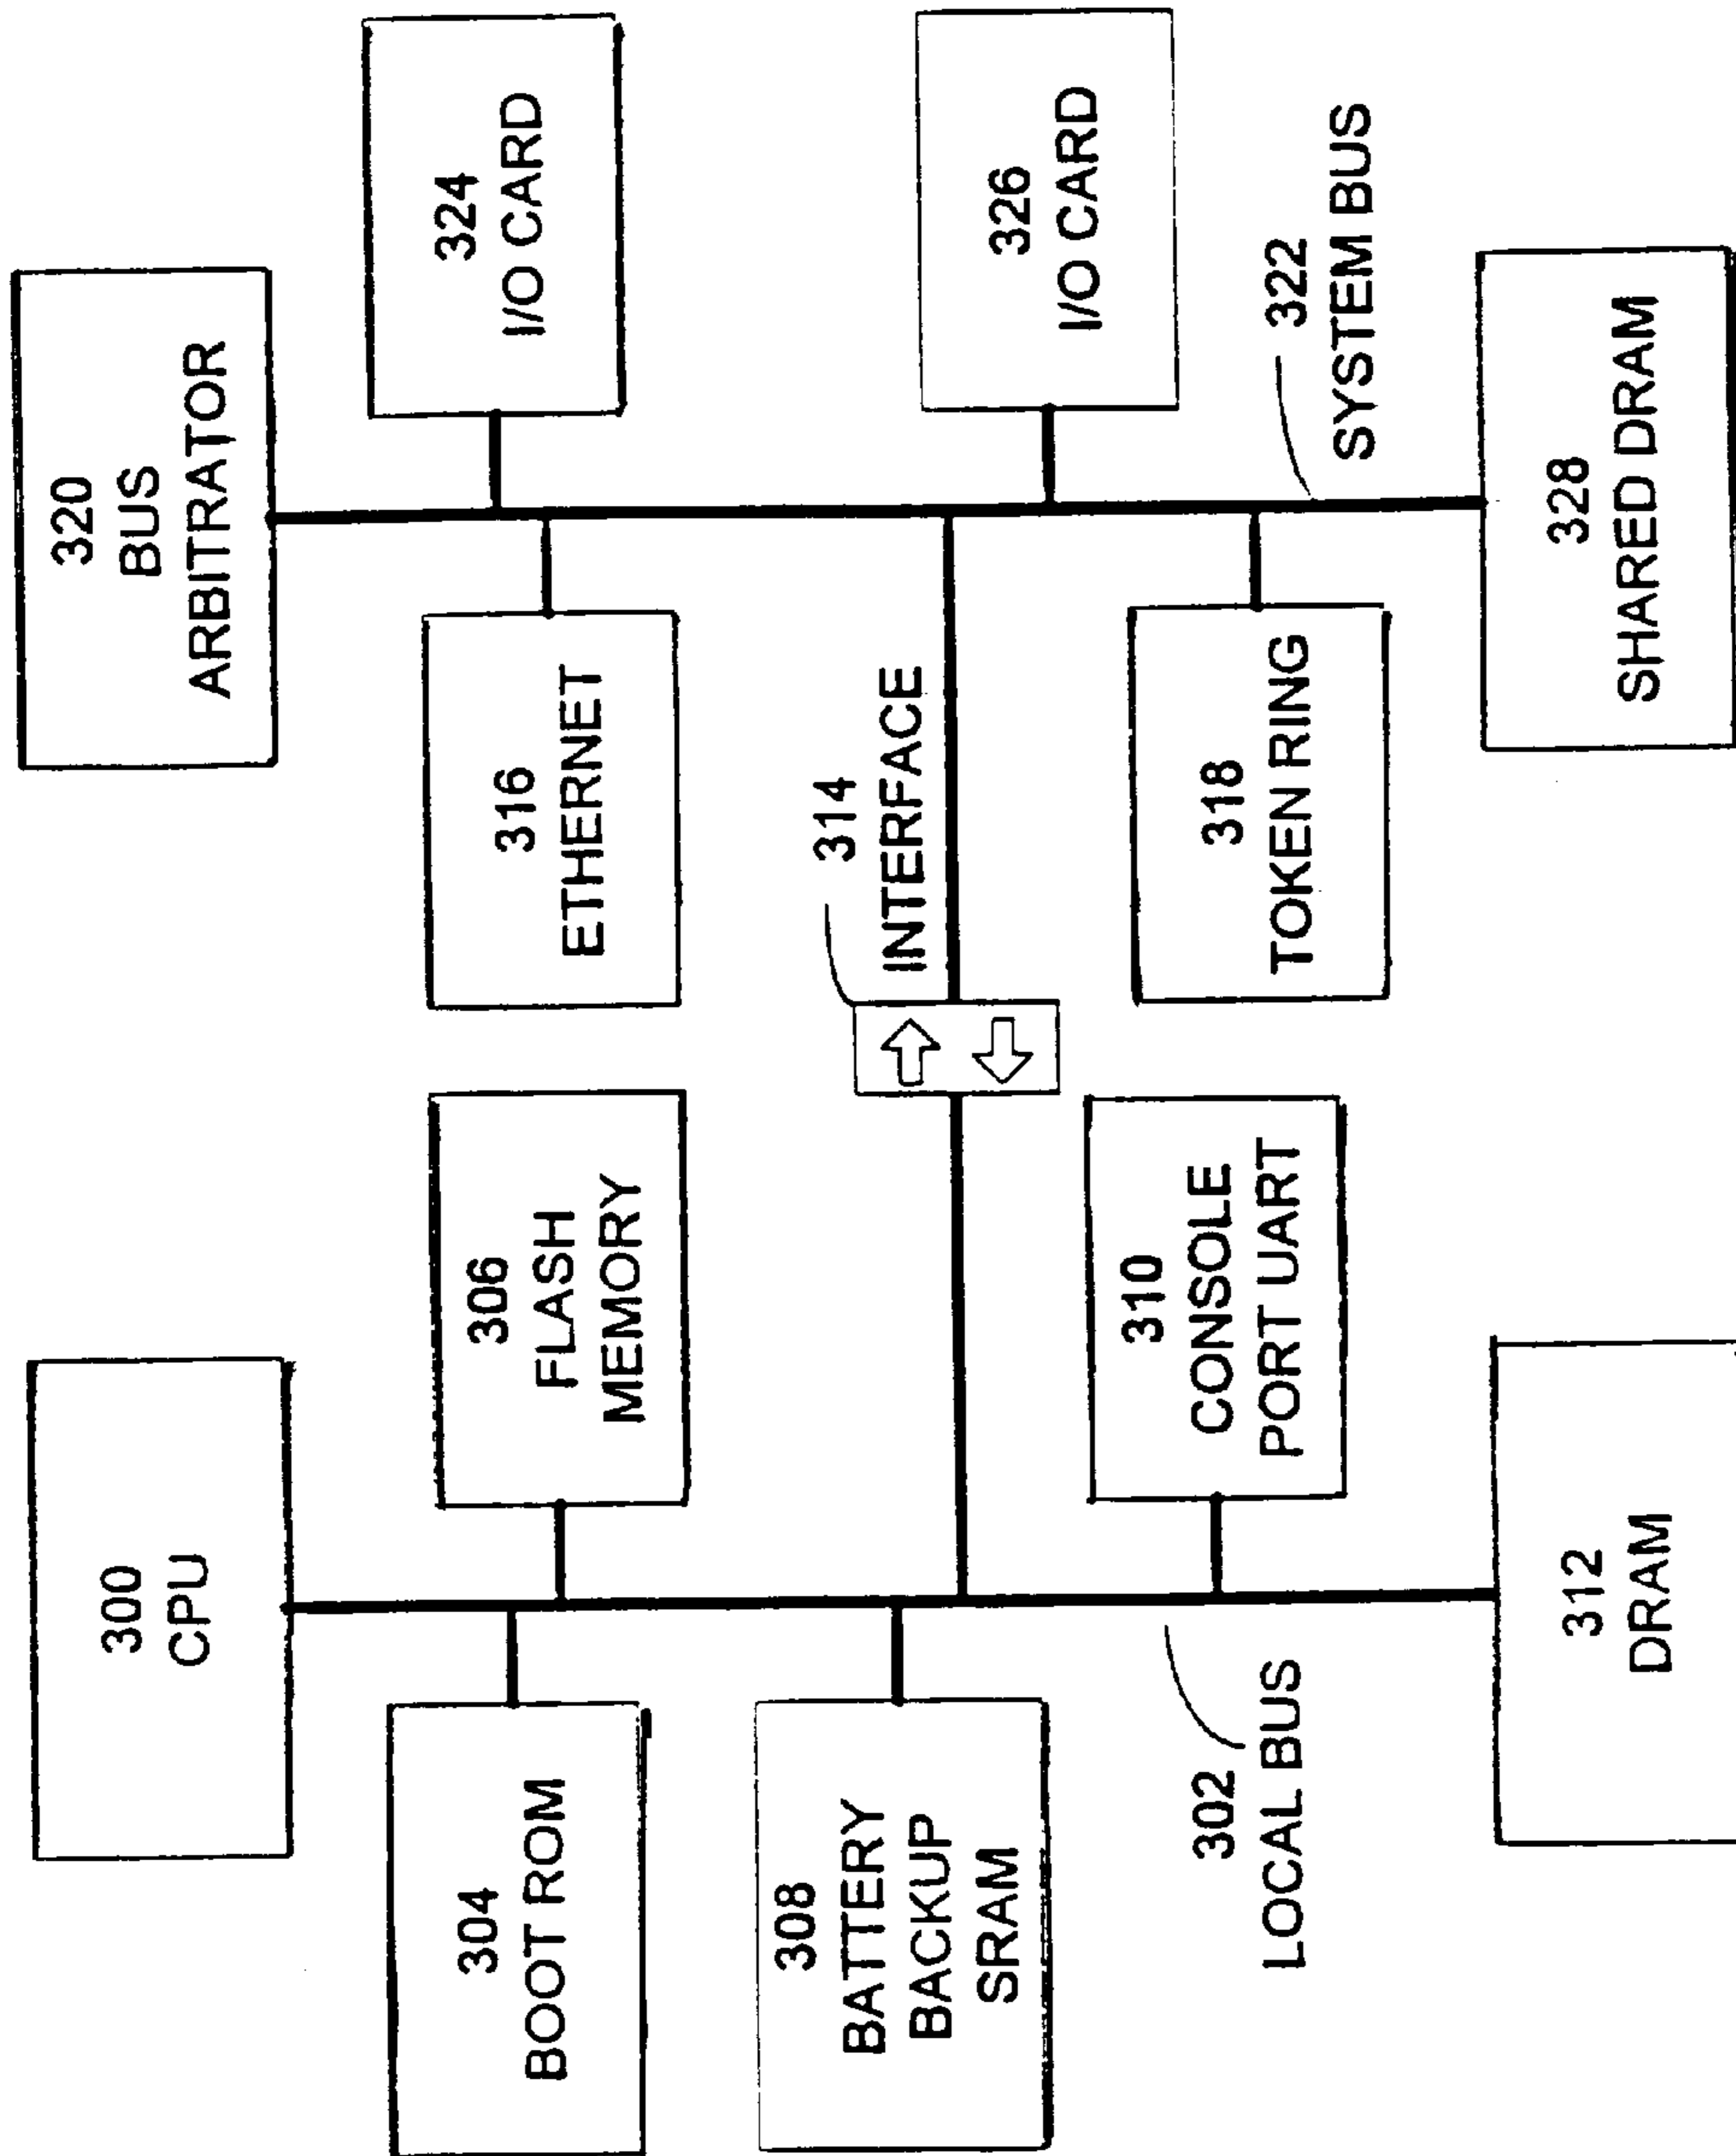 300
CPU
320
BUS
ARBITRATOR
304
BOOT ROM
306
FLASH
MEMORY
316
ETHERNET
324
I/O CARD
308
BATTERY
BACKUP
SRAM
314
INTERFACE
326
I/O CARD
310
CONSOLE
PORT UART
318
TOKEN RING
302
LOCAL BUS
322
SYSTEM BUS
312
DRAM
328
SHARED DRAM